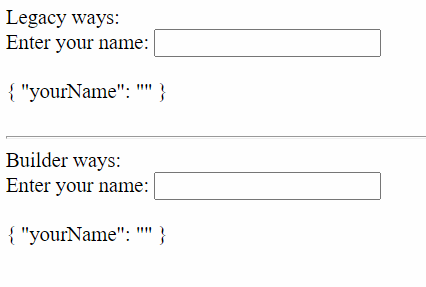 Legacy ways:
Enter your name:
{ "yourName": "" }
Builder ways:
Enter your name:
{ "yourName": "" }